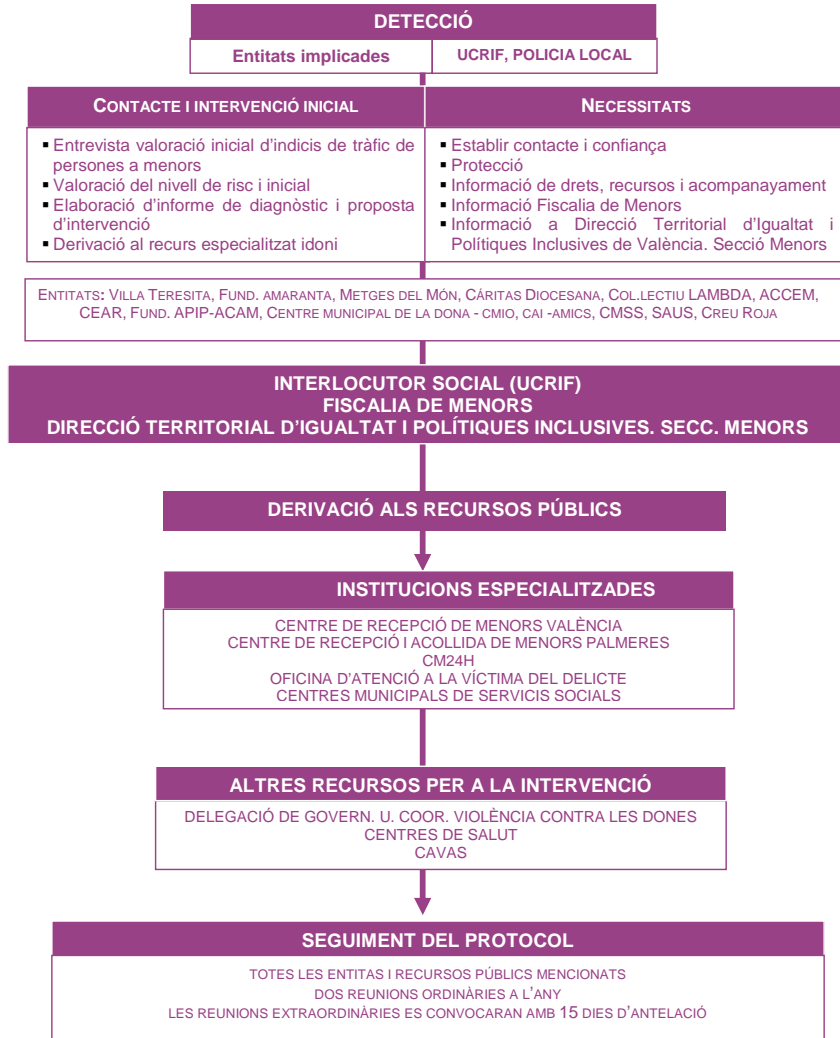 DETECCIÓ
Entitats implicades
UCRIF, POLICIA LOCAL
CONTACTE I INTERVENCIÓ INICIAL
▪ Entrevista valoració inicial d'indicis de tràfic de
persones a menors
▪ Valoració del nivell de risc i inicial
▪ Elaboració d'informe de diagnòstic i proposta
d'intervenció
▪ Derivació al recurs especialitzat idoni
NECESSITATS
▪ Establir contacte i confiança
▪ Protecció
▪ Informació de drets, recursos i acompanayament
▪ Informació Fiscalia de Menors
▪ Informació a Direcció Territorial d'Igualtat i
Polítiques Inclusives de València. Secció Menors
ENTITATS: VILLA TERESITA, FUND. AMARANTA, METGES DEL MÓN, CÁRITAS DIOCESANA, COL.LECTIU LAMBDA, ACCEM,
CEAR, FUND. APIP-ACAM, CENTRE MUNICIPAL DE LA DONA - CMIO, CAI -AMICS, CMSS, SAUS, CREU ROJA
INTERLOCUTOR SOCIAL (UCRIF)
FISCALIA DE MENORS
DIRECCIÓ TERRITORIAL D'IGUALTAT I POLÍTIQUES INCLUSIVES. SECC. MENORS
DERIVACIÓ ALS RECURSOS PÚBLICS
INSTITUCIONS ESPECIALITZADES
CENTRE DE RECEPCIÓ DE MENORS VALÈNCIA
CENTRE DE RECEPCIÓ I ACOLLIDA DE MENORS PALMERES
CM24H
OFICINA D'ATENCIÓ A LA VÍCTIMA DEL DELICTE
CENTRES MUNICIPALS DE SERVICIS SOCIALS
ALTRES RECURSOS PER A LA INTERVENCIÓ
DELEGACIÓ DE GOVERN. U. COOR. VIOLÈNCIA CONTRA LES DONES
CENTRES DE SALUT
CAVAS
SEGUIMENT DEL PROTOCOL
TOTES LES ENTITAS I RECURSOS PÚBLICS MENCIONATS
DOS REUNIONS ORDINÀRIES A L'ANY
LES REUNIONS EXTRAORDINÀRIES ES CONVOCARAN AMB 15 DIES D'ANTELACIÓ